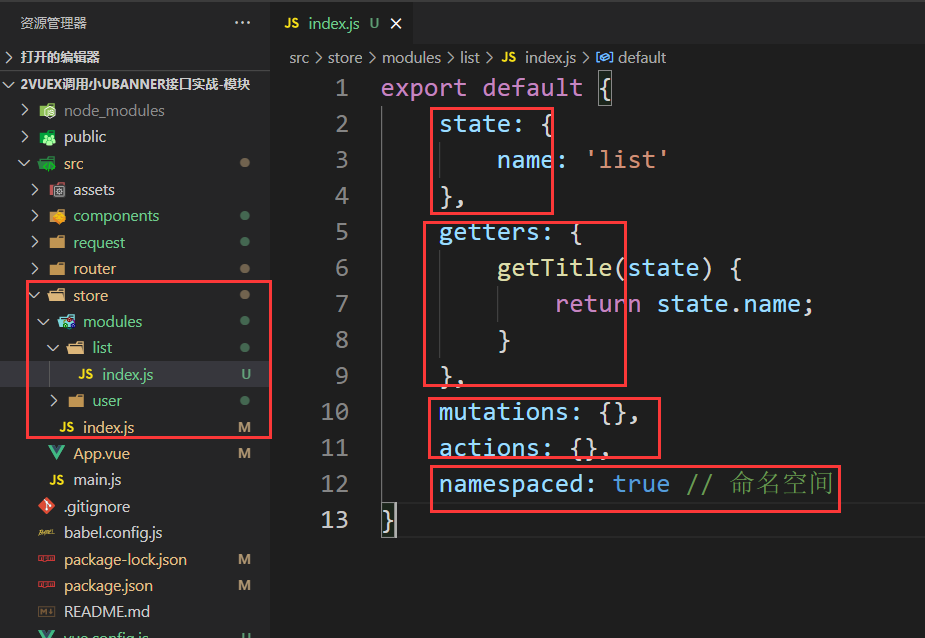 资源管理器
···
打开的编辑器
2VUEX调用小UBANNER接口实战-模块
node_modules
public
src
assets
components
request
router
store
modules
list
JS index.js U
user
JS index.js M
App.vue M
JS main.js
.gitignore
babel.config.js
package-lock.json M
package.json M
README.md
vue.config.js U
JS index.js U ×
src > store > modules > list > JS index.js > default
1 export default {
2 state: {
3 name: 'list'
4 },
5 getters: {
6 getTitle(state) {
7 return state.name;
8 }
9 },
10 mutations: {},
11 actions: {},
12 namespaced: true // 命名空间
13 }